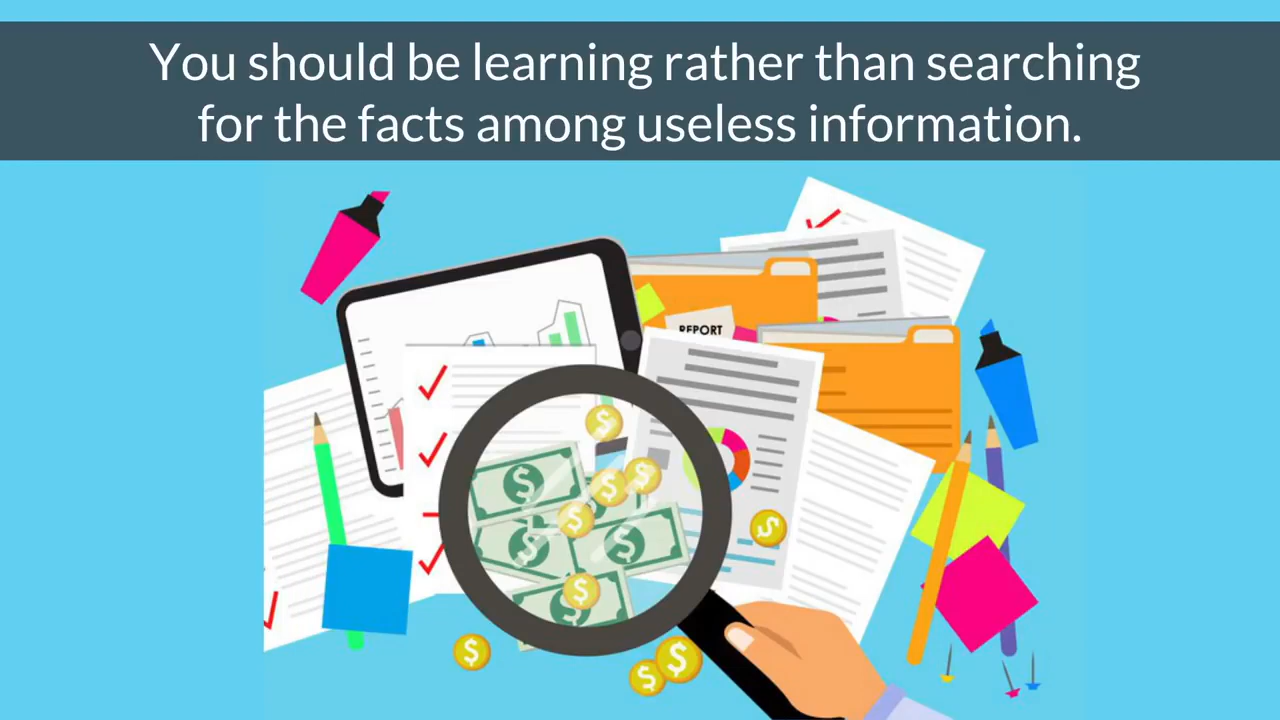 You should be learning rather than searching
for the facts among useless information.
REPORT